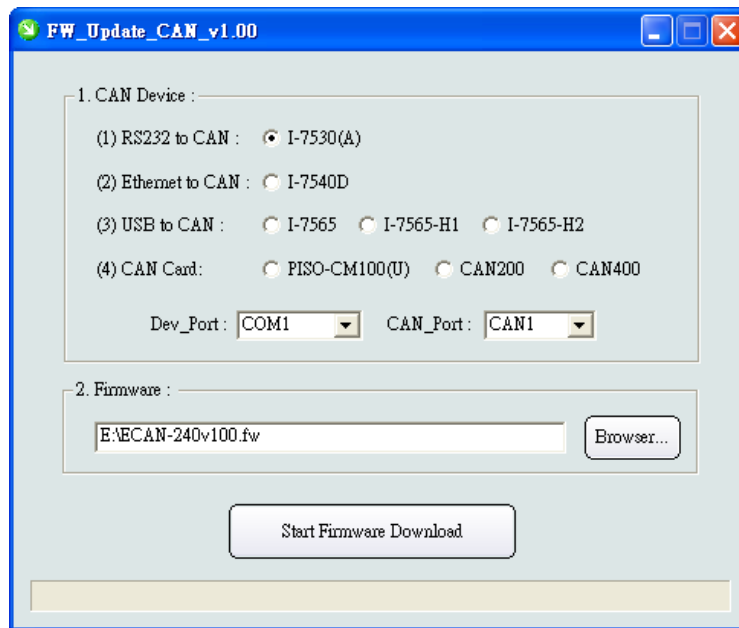 FW_Update_CAN_v1.00
1. CAN Device :
(1) RS232 to CAN : I-7530(A)
(2) Ethernet to CAN : I-7540D
(3) USB to CAN : I-7565 I-7565-H1 I-7565-H2
(4) CAN Card: PISO-CM100(U) CAN200 CAN400
Dev_Port : COM1 CAN_Port : CAN1
2. Firmware :
E:\ECAN-240v100.fw Browser...
Start Firmware Download